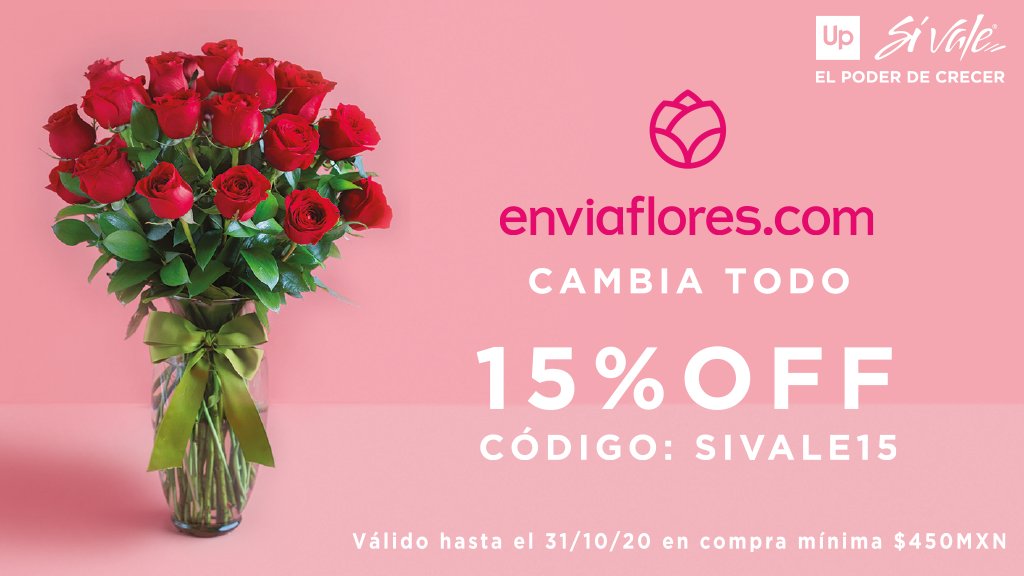 Up Sí Vale
EL PODER DE CRECER
enviaflores.com
CAMBIA TODO
15%OFF
CÓDIGO: SIVALE15
Válido hasta el 31/10/20 en compra mínima $450MXN